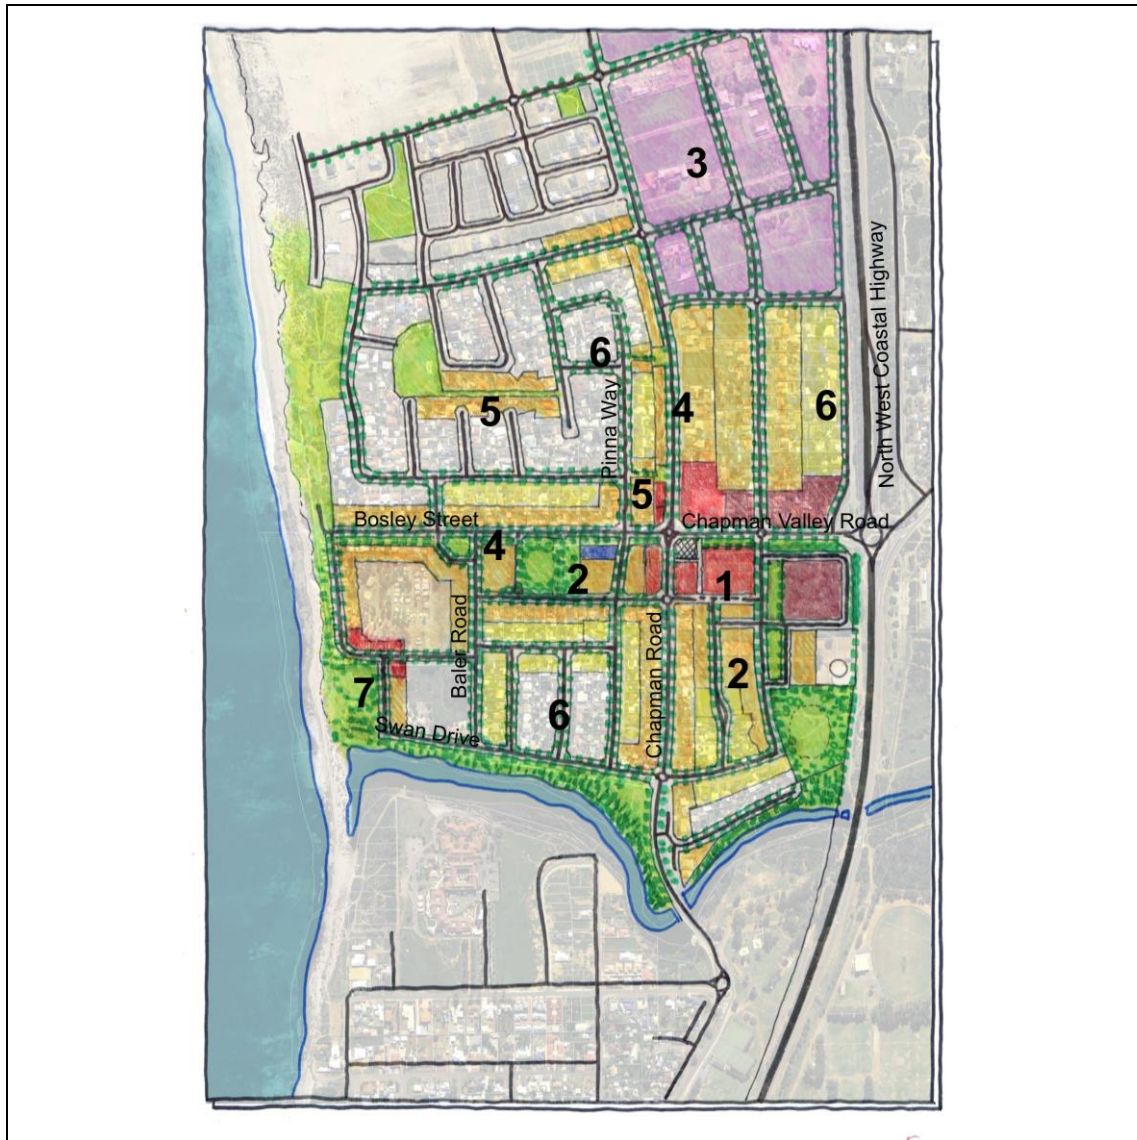 3
North West Coastal Highway
6
Pinna Way
4
6
5
5
Bosley Street
Chapman Valley Road
4
2
1
Baler Road
Chapman Road
2
7
6
Swan Drive